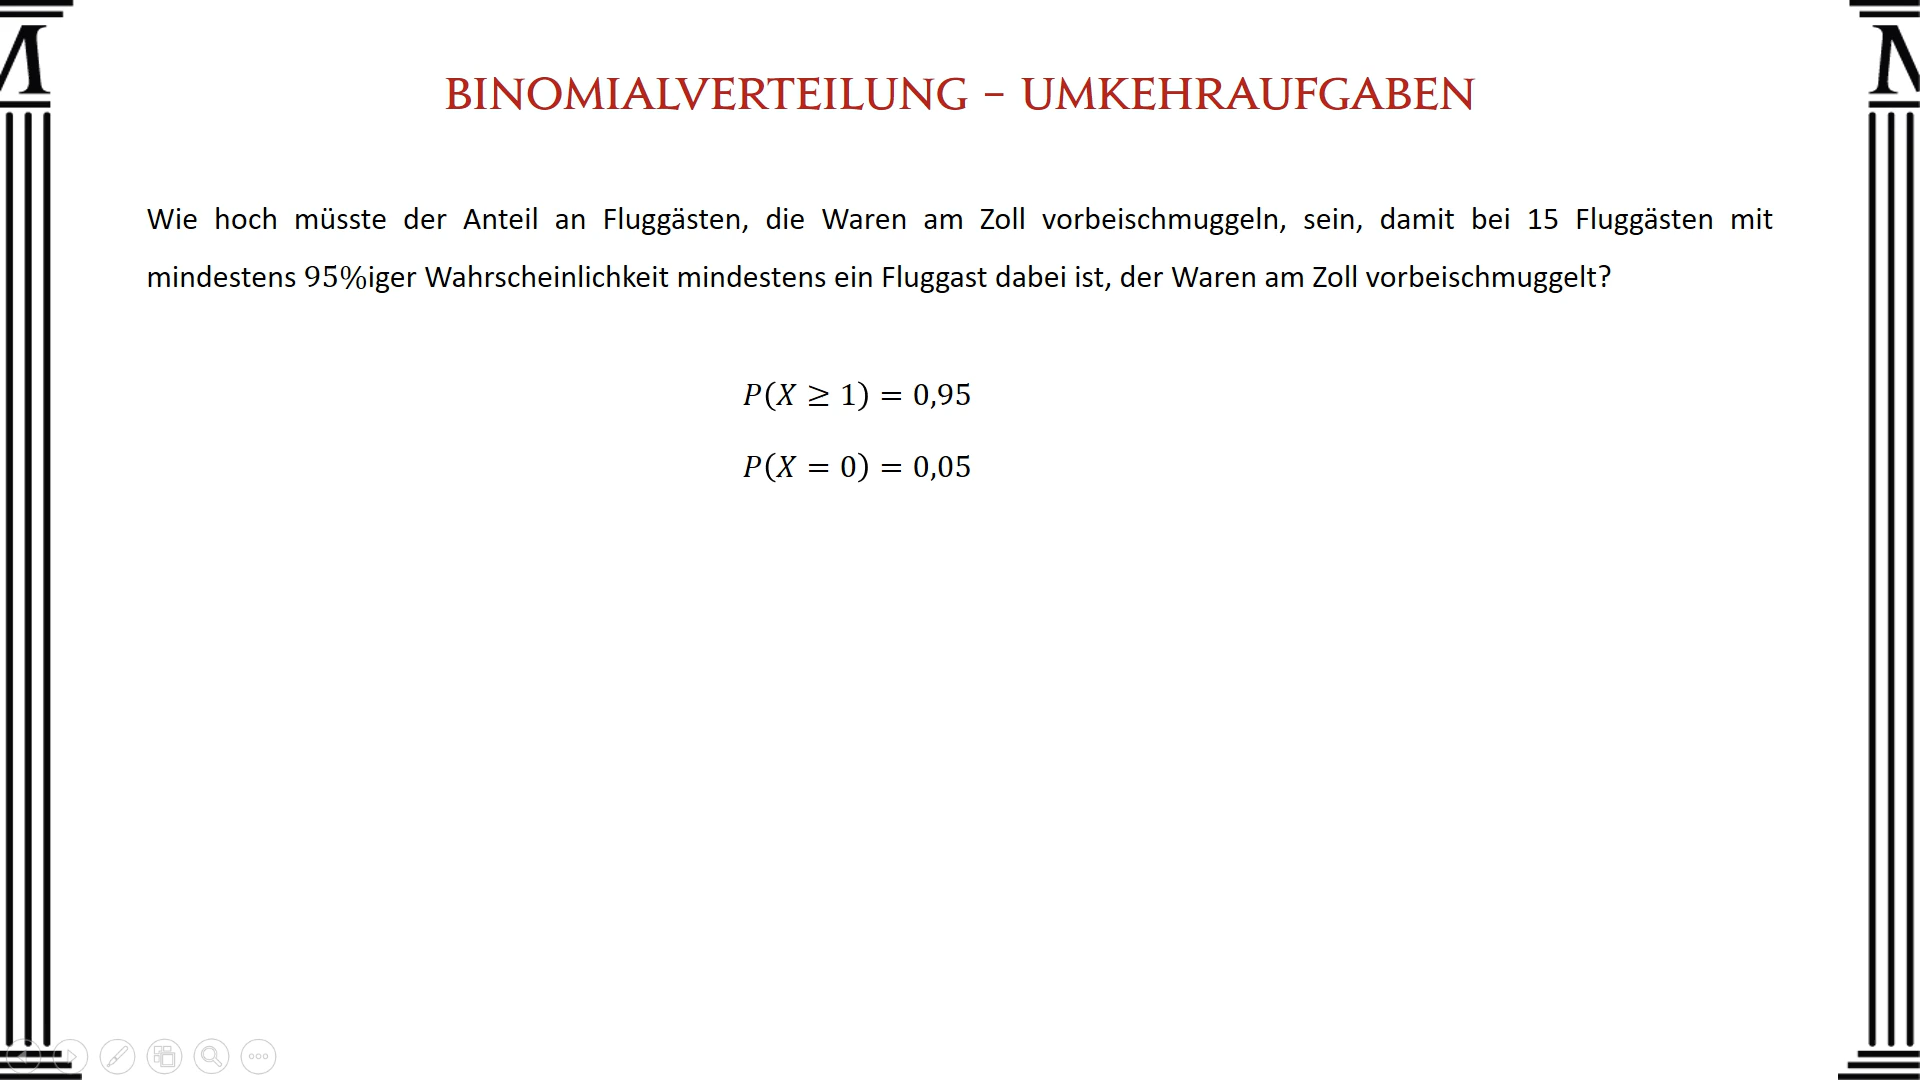 BINOMIALVERTEILUNG – UMKEHRAUFGABEN
Wie hoch müsste der Anteil an Fluggästen, die Waren am Zoll vorbeischmuggeln, sein, damit bei 15 Fluggästen mit
mindestens 95%iger Wahrscheinlichkeit mindestens ein Fluggast dabei ist, der Waren am Zoll vorbeischmuggelt?
P(X ≥ 1) = 0,95
P(X = 0) = 0,05